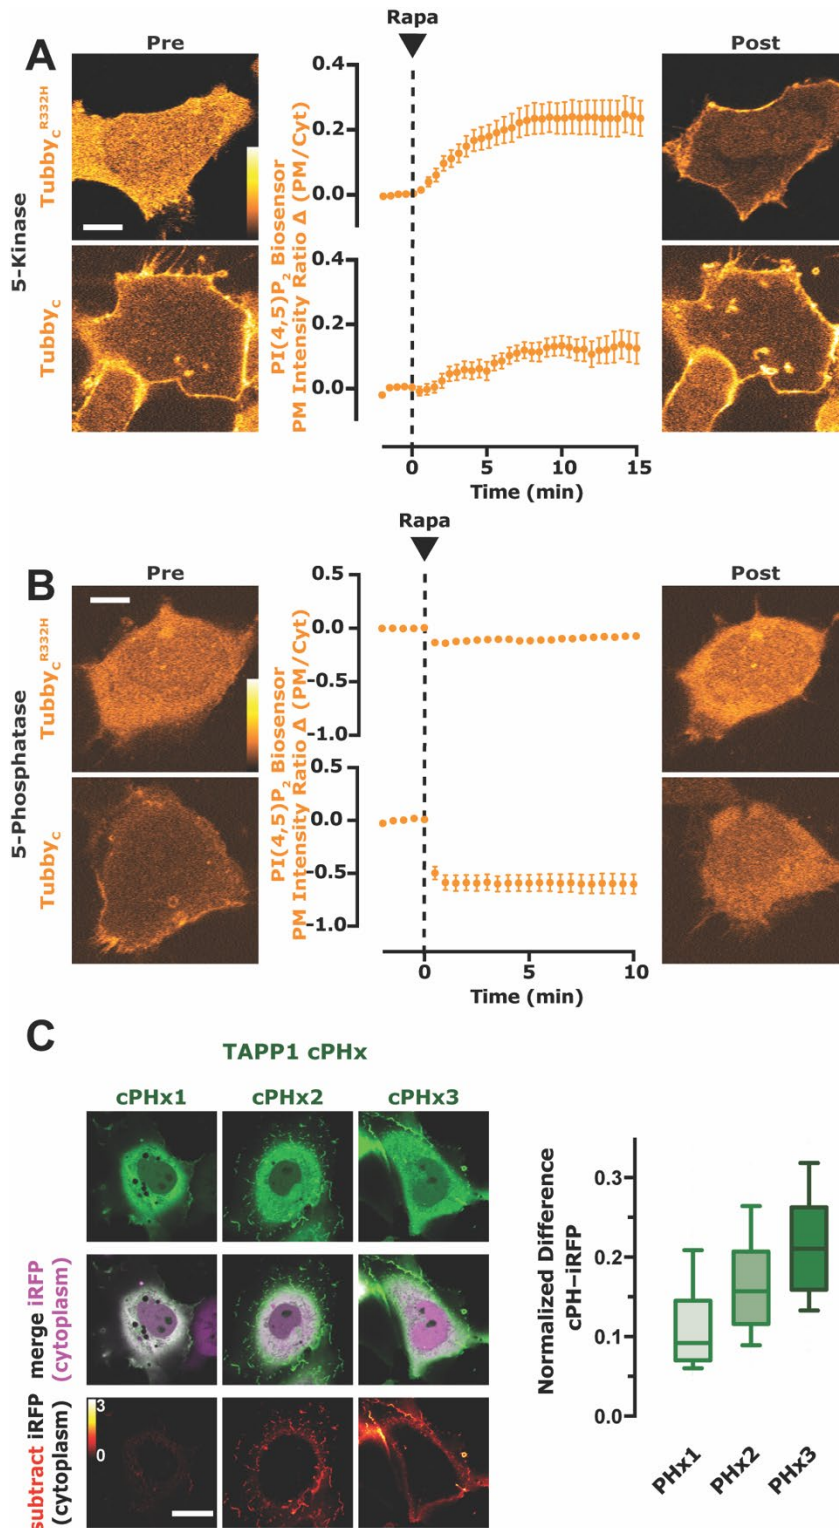 A
Rapa
Pre
Post
5-Kinase
Tubby_C^R332H
Tubby_C
PI(4,5)P₂ Biosensor
PM Intensity Ratio Δ (PM/Cyt)
0.4
0.2
0.0
0.4
0.2
0.0
0
5
10
15
Time (min)
B
Rapa
Pre
Post
5-Phosphatase
Tubby_C^R332H
Tubby_C
PI(4,5)P₂ Biosensor
PM Intensity Ratio Δ (PM/Cyt)
0.5
0.0
-0.5
-1.0
0.5
0.0
-0.5
-1.0
0
5
10
Time (min)
C
TAPP1 cPHx
cPHx1
cPHx2
cPHx3
merge iRFP
(cytoplasm)
subtract iRFP
(cytoplasm)
3
0
Normalized Difference
cPH–iRFP
0.3
0.2
0.1
0.0
PHx1
PHx2
PHx3